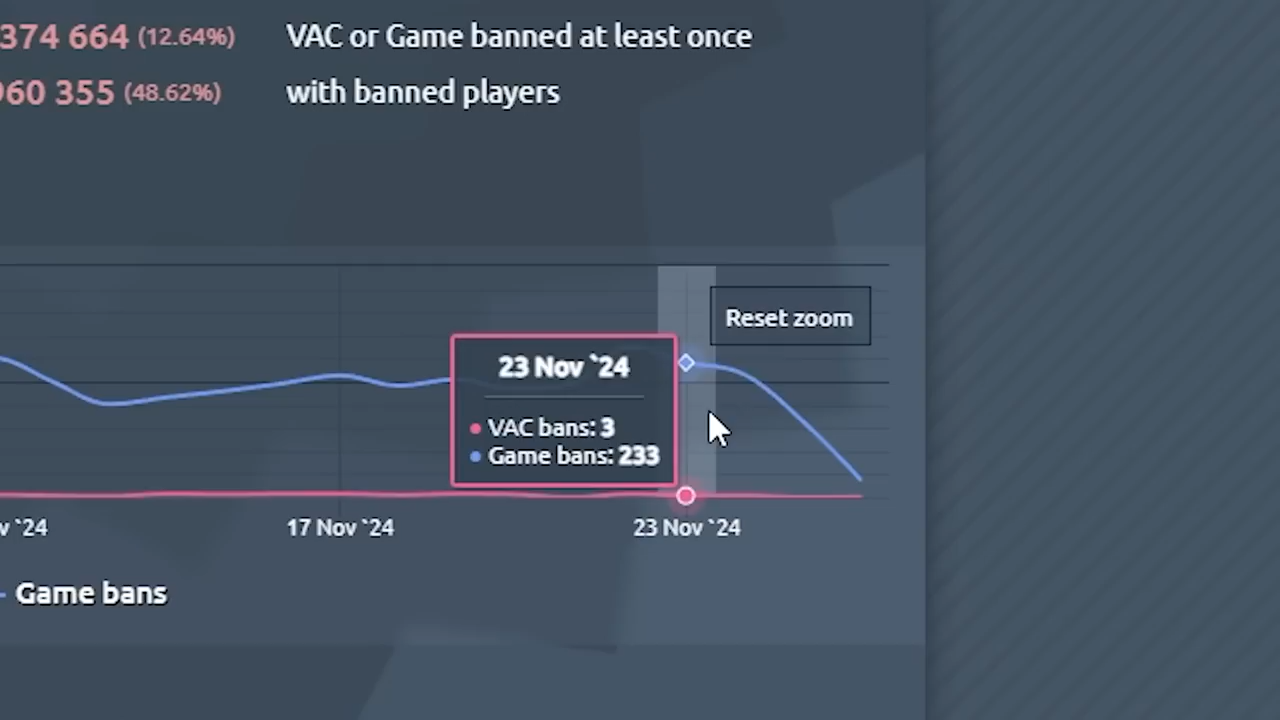 374 664 (12.64%) VAC or Game banned at least once
960 355 (48.62%) with banned players
Reset zoom
23 Nov `24
VAC bans: 3
Game bans: 233
v `24 17 Nov `24 23 Nov `24
Game bans